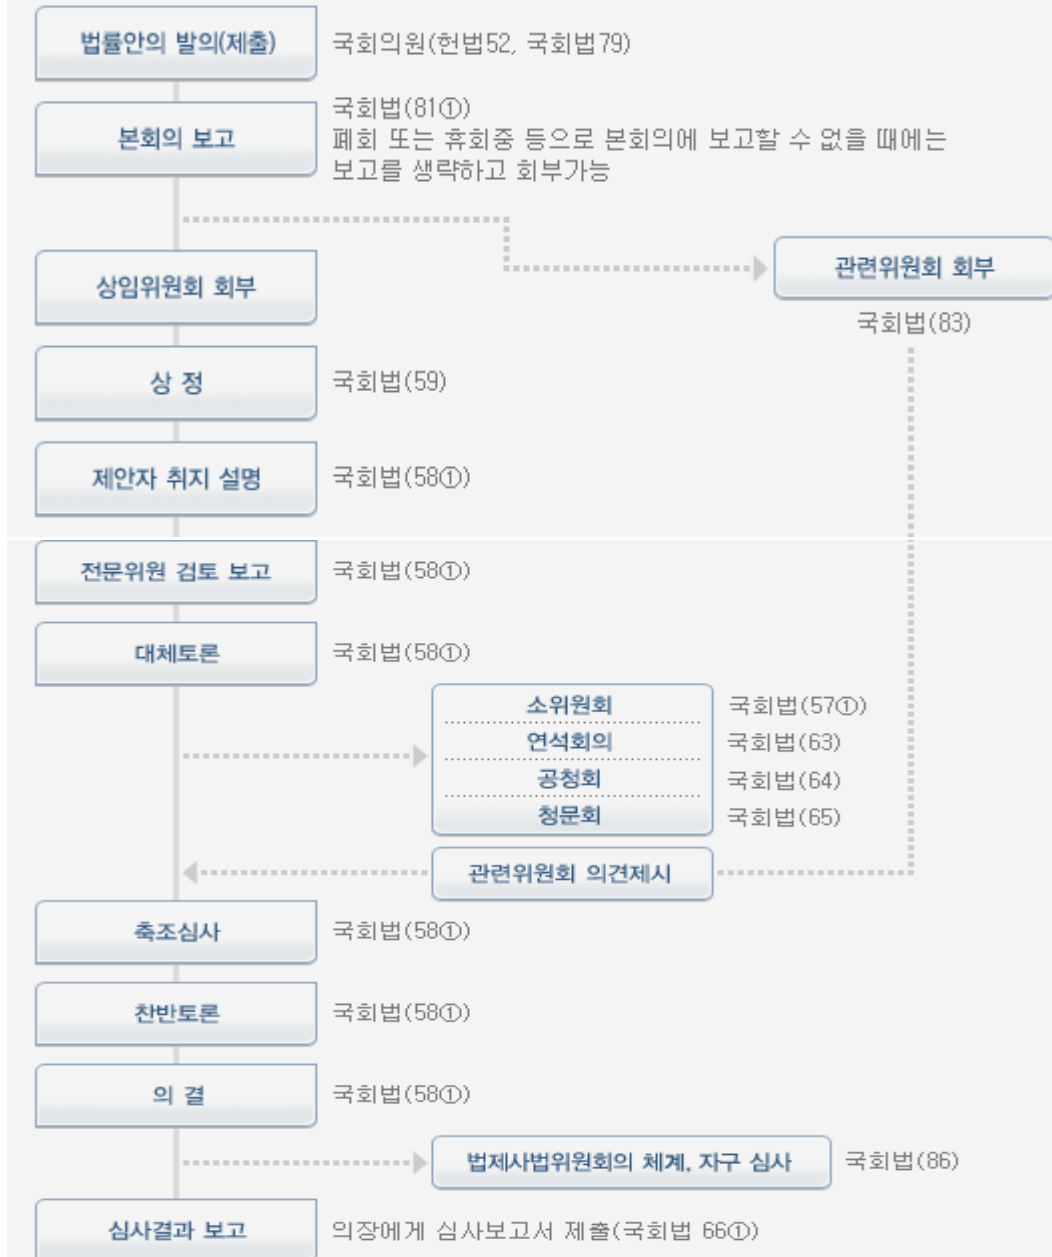 법률안의 발의(제출)
국회의원(헌법52, 국회법79)
본회의 보고
국회법(81①)
폐회 또는 휴회중 등으로 본회의에 보고할 수 없을 때에는
보고를 생략하고 회부가능
상임위원회 회부
관련위원회 회부
국회법(83)
상 정
국회법(59)
제안자 취지 설명
국회법(58①)
전문위원 검토 보고
국회법(58①)
대체토론
국회법(58①)
소위원회
국회법(57①)
연석회의
국회법(63)
공청회
국회법(64)
청문회
국회법(65)
관련위원회 의견제시
축조심사
국회법(58①)
찬반토론
국회법(58①)
의 결
국회법(58①)
법제사법위원회의 체계, 자구 심사
국회법(86)
심사결과 보고
의장에게 심사보고서 제출(국회법 66①)